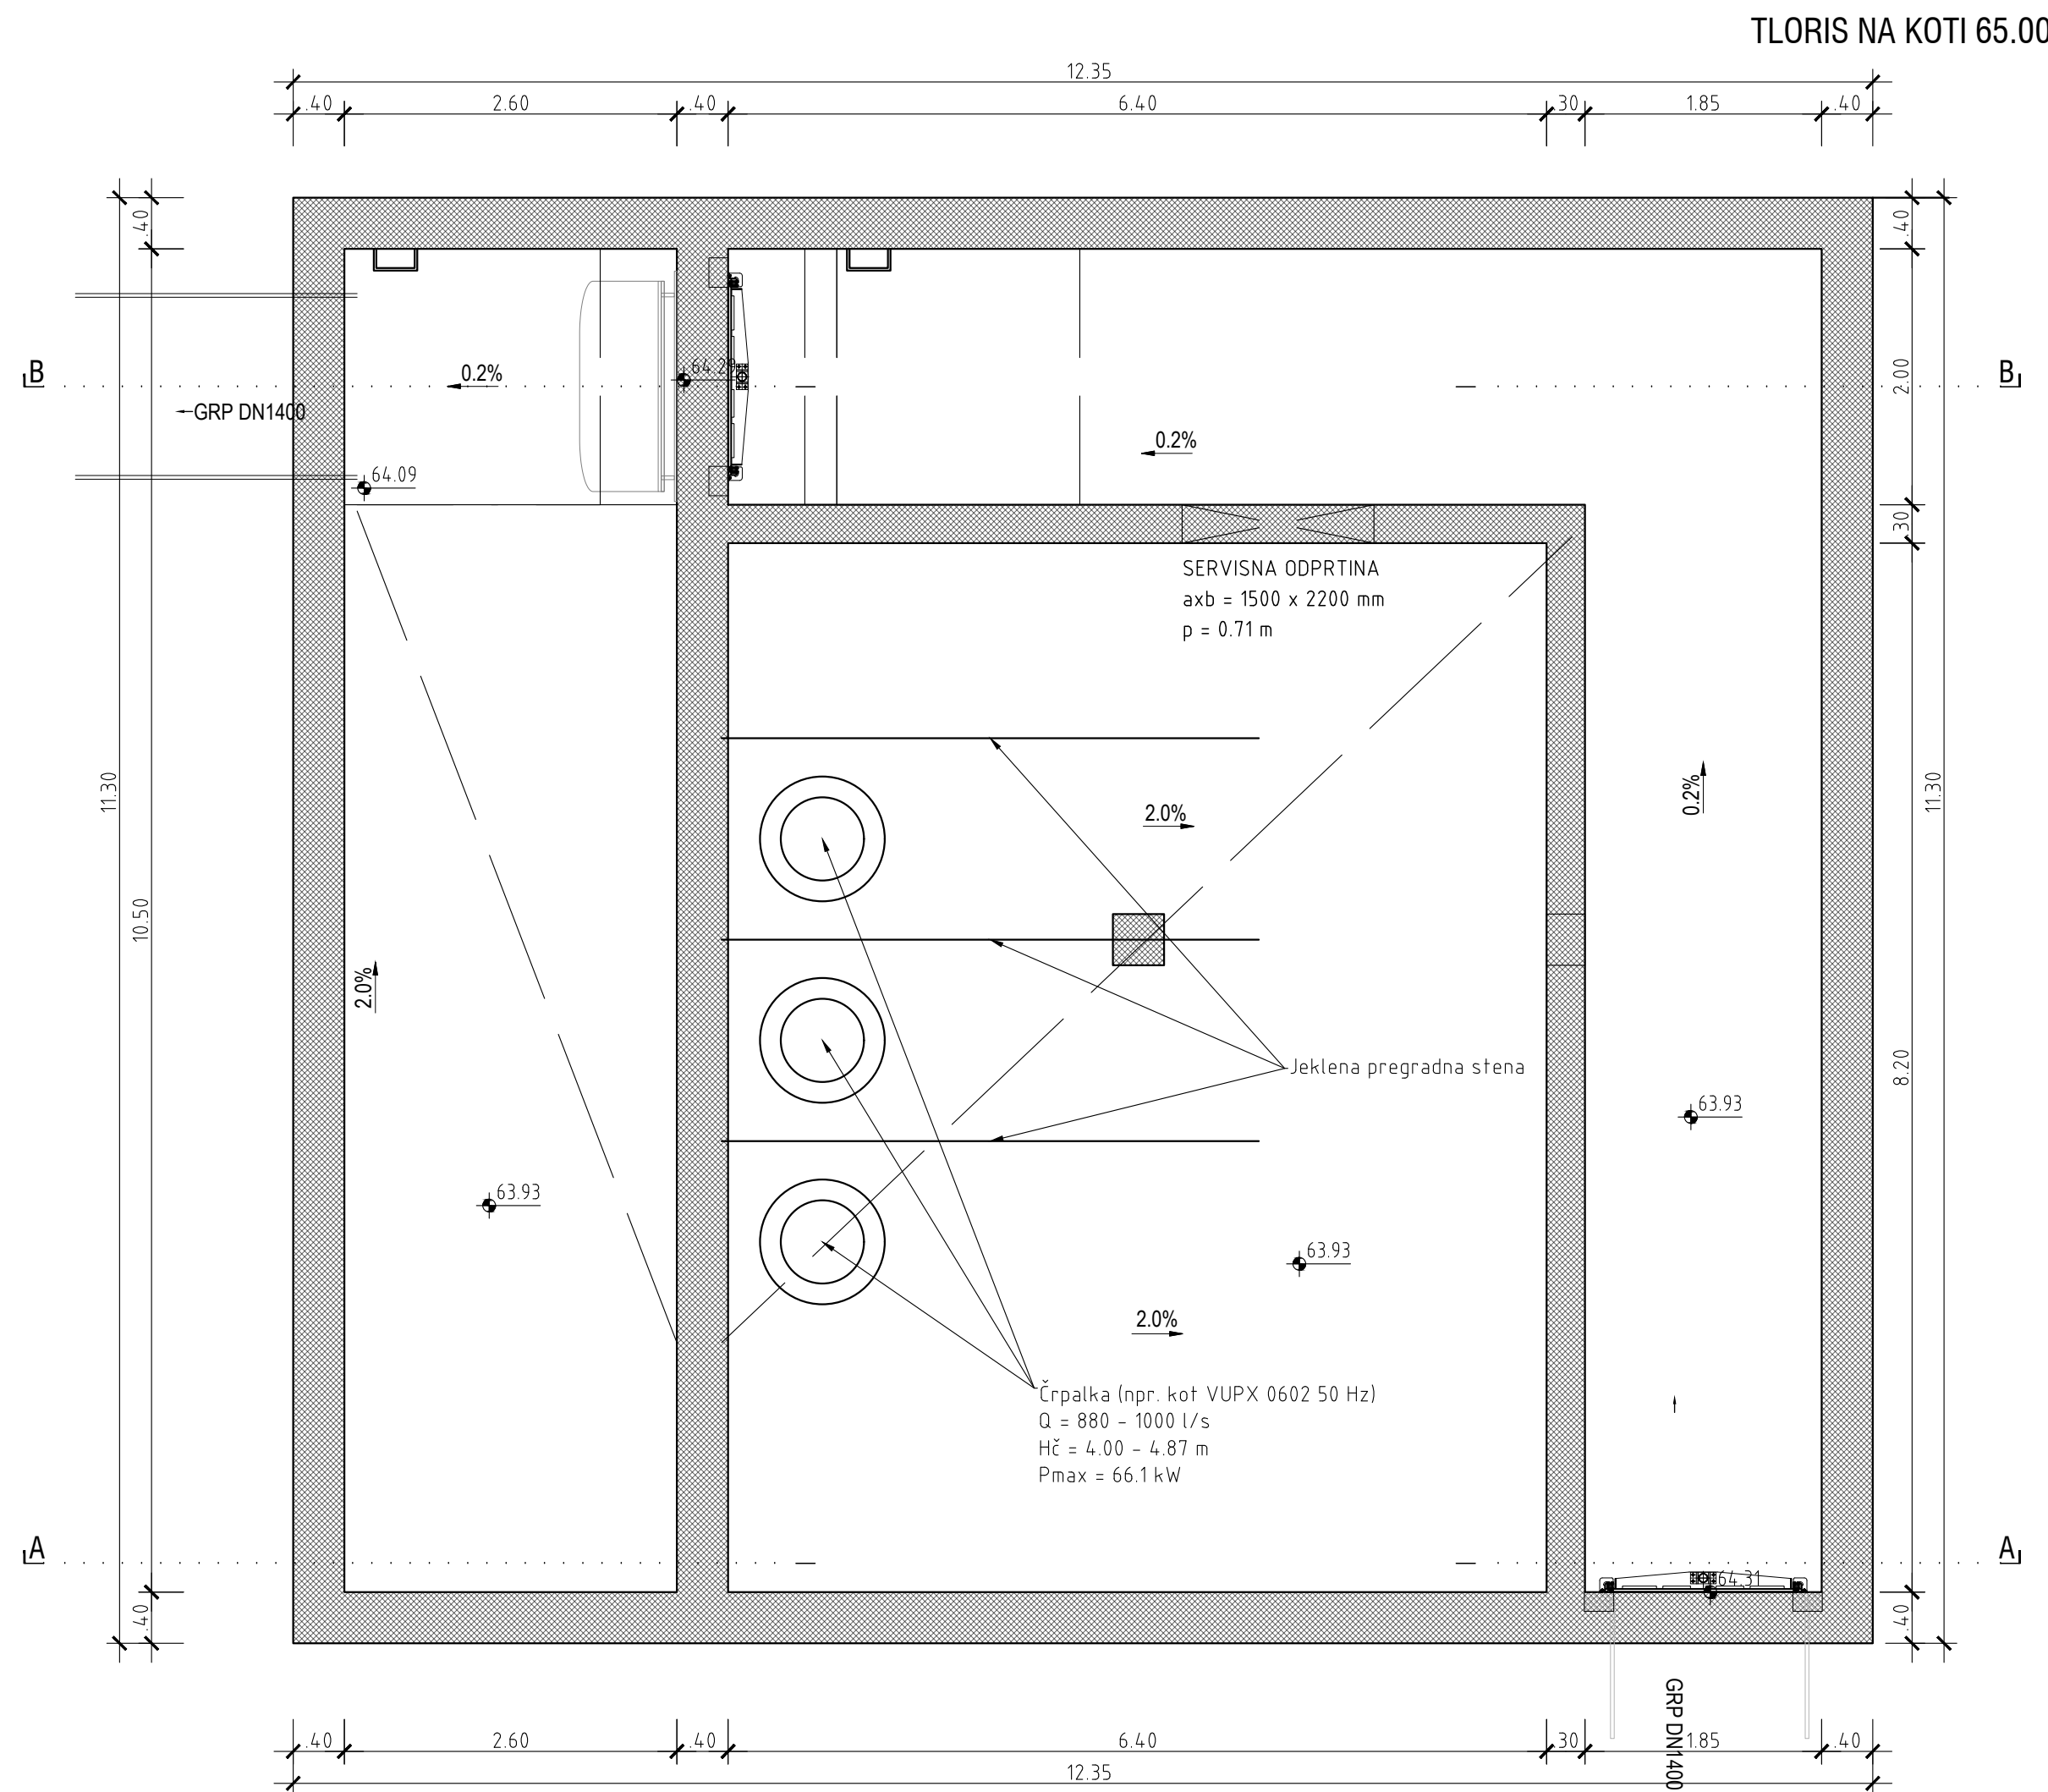 TLORIS NA KOTI 65.00
12.35
.40
2.60
.40
6.40
.30
1.85
.40
.40
.40
B
0.2%
64.29
B
2.00
GRP DN1400
0.2%
64.09
.30
SERVISNA ODPRTINA
axb = 1500 x 2200 mm
p = 0.71 m
11.30
10.50
2.0%
0.2%
11.30
2.0%
Jeklena pregradna stena
8.20
63.93
63.93
63.93
2.0%
Črpalka (npr. kot VUPX 0602 50 Hz)
Q = 880 - 1000 l/s
Hč = 4.00 - 4.87 m
Pmax = 66.1 kW
A
A
64.31
.40
.40
GRP DN1400
.40
2.60
.40
6.40
.30
1.85
.40
12.35